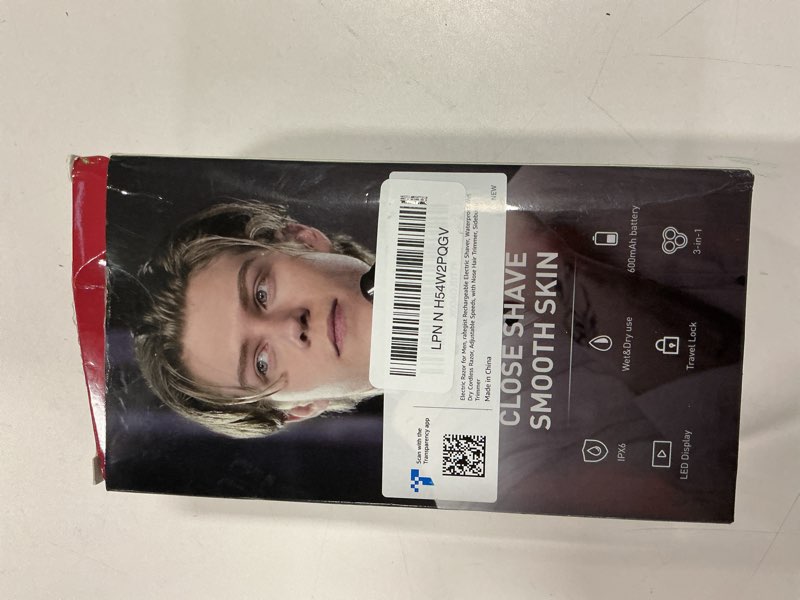 LPN N H54W2PQGV
Electric Razor for Men, rategist Rechargeable Electric Shaver, Waterproof
Dry Cordless Razor, Adjustable Speeds, with Nose Hair Trimmer, Sideburn
Trimmer
Made in China
NEW
Scan with the
Transparency app
CLOSE SHAVE
SMOOTH SKIN
IPX6
Wet&Dry use
600mAh battery
LED Display
Travel Lock
3-in-1